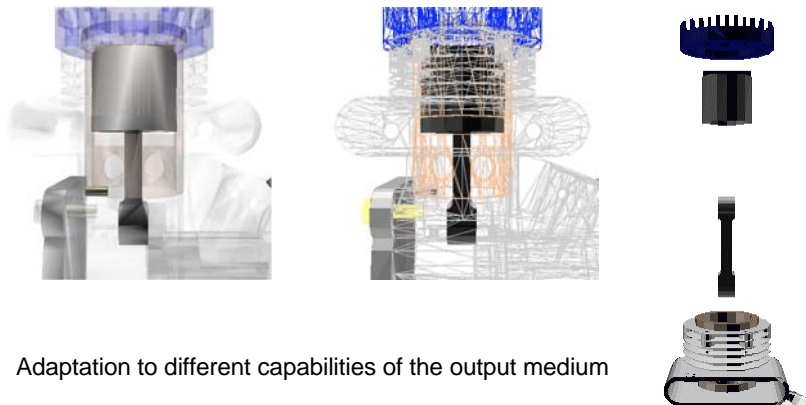 Adaptation to different capabilities of the output medium